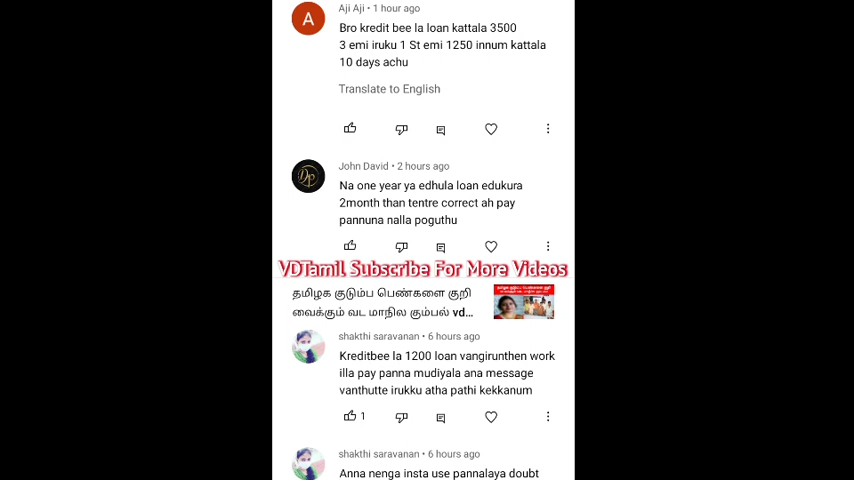 Aji Aji • 1 hour ago
Bro kredit bee la loan kattala 3500
3 emi iruku 1 St emi 1250 innum kattala
10 days achu
Translate to English
John David • 2 hours ago
Na one year ya edhula loan edukura
2month than tentre correct ah pay
pannuna nalla poguthu
VDTamil Subscribe For More Videos
தமிழக குடும்ப பெண்களை குறி
வைக்கும் வட மாநில கும்பல் vd...
shakthi saravanan • 6 hours ago
Kreditbee la 1200 loan vangirunthen work
illa pay panna mudiyala ana message
vanthutte irukku atha pathi kekkanum
1
shakthi saravanan • 6 hours ago
Anna nenga insta use pannalaya doubt